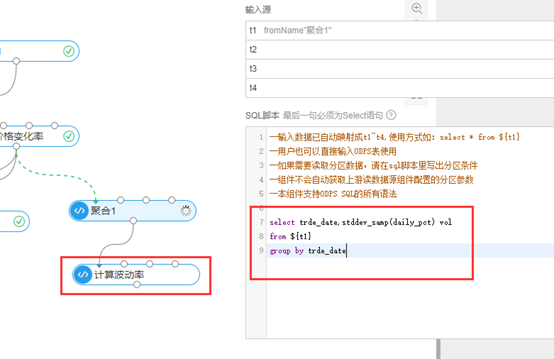 输入源
t1 fromName"聚合1"
t2
t3
t4
SQL脚本 最后一句必须为Select语句
格变化率
聚合1
计算波动率
1 —输入数据已自动映射成t1~t4,使用方式如: select * from ${t1}
2 —用户也可以直接输入ODPS表使用
3 —如果需要读取分区数据，请在sql脚本里写出分区条件
4 —组件不会自动获取上游读数据源组件配置的分区参数
5 —本组件支持ODPS SQL的所有语法
6
7 select trde_date,stddev_samp(daily_pct) vol
8 from ${t1}
9 group by trde_date